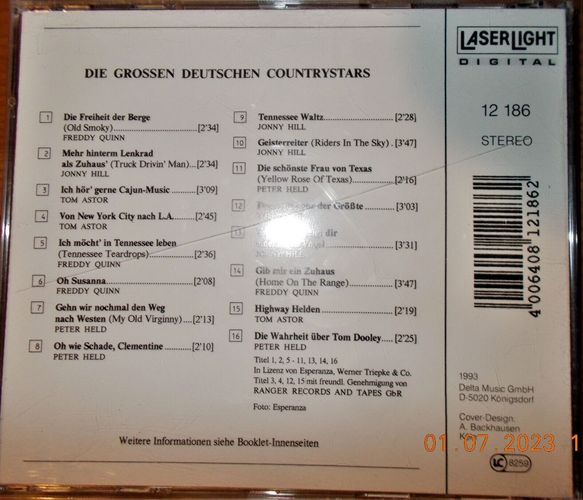 LASERLIGHT
DIGITAL
DIE GROSSEN DEUTSCHEN COUNTRYSTARS
12 186
STEREO
1 Die Freiheit der Berge
(Old Smoky)..........[2'34]
FREDDY QUINN
2 Mehr hinterm Lenkrad
als Zuhaus' (Truck Drivin' Man)...[2'34]
JONNY HILL
3 Ich hör' gerne Cajun-Music..........[3'09]
TOM ASTOR
4 Von New York City nach L.A.......[2'45]
TOM ASTOR
5 Ich möcht' in Tennessee leben
(Tennessee Teardrops)..........[2'36]
FREDDY QUINN
6 Oh Susanna..........[2'08]
FREDDY QUINN
7 Gehn wir nochmal den Weg
nach Westen (My Old Virginny)...[2'13]
PETER HELD
8 Oh wie Schade, Clementine..........[2'10]
PETER HELD
9 Tennessee Waltz..........[2'28]
JONNY HILL
10 Geisterreiter (Riders In The Sky)..[3'47]
JONNY HILL
11 Die schönste Frau von Texas
(Yellow Rose Of Texas)..........[2'16]
PETER HELD
12 der Größte....[3'03]
dir
[3'31]
HILL
14 Gib mir ein Zuhaus
(Home On The Range)..........[3'47]
FREDDY QUINN
15 Highway Helden..........[2'19]
TOM ASTOR
16 Die Wahrheit über Tom Dooley.....[2'25]
PETER HELD
Titel 1, 2, 5 - 11, 13, 14, 16
In Lizenz von Esperanza, Werner Triepke & Co.
Titel 3, 4, 12, 15 mit freundl. Genehmigung von
RANGER RECORDS AND TAPES GbR
Foto: Esperanza
Weitere Informationen siehe Booklet-Innenseiten
4 006408 121862
1993
Delta Music GmbH
D-5020 Königsdorf
Cover-Design:
A. Backhausen
LC 8259
01.07.2023 1